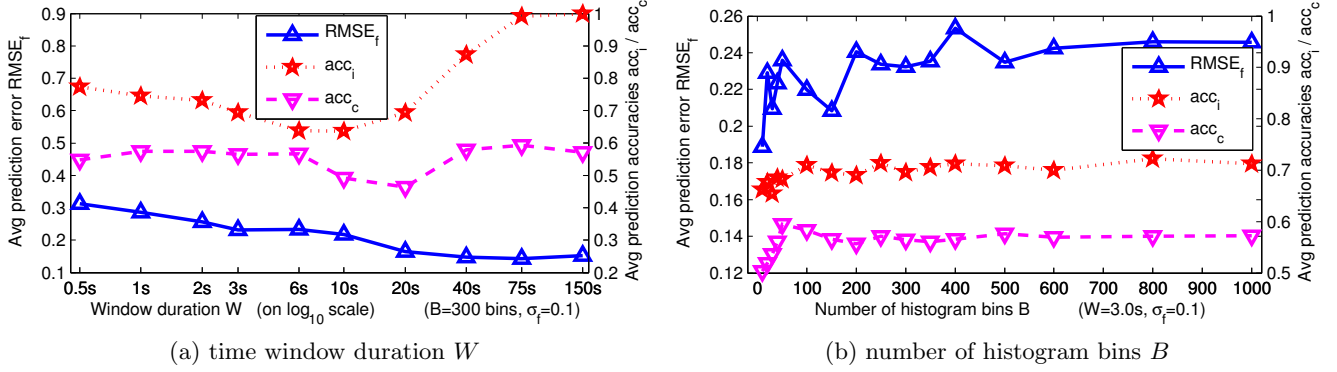 Avg prediction error RMSE_f
0.9
0.8
0.7
0.6
0.5
0.4
0.3
0.2
0.1
RMSE_f
acc_i
acc_c
1
0.9
0.8
0.7
0.6
0.5
0.4
0.3
0.2
Avg prediction accuracies acc_i / acc_c
0.5s 1s 2s 3s 6s 10s 20s 40s 75s 150s
Window duration W (on log_10 scale) (B=300 bins, σ_f=0.1)
(a) time window duration W
Avg prediction error RMSE_f
0.26
0.24
0.22
0.2
0.18
0.16
0.14
0.12
RMSE_f
acc_i
acc_c
1
0.9
0.8
0.7
0.6
0.5
Avg prediction accuracies acc_i / acc_c
0 100 200 300 400 500 600 700 800 900 1000
Number of histogram bins B (W=3.0s, σ_f=0.1)
(b) number of histogram bins B